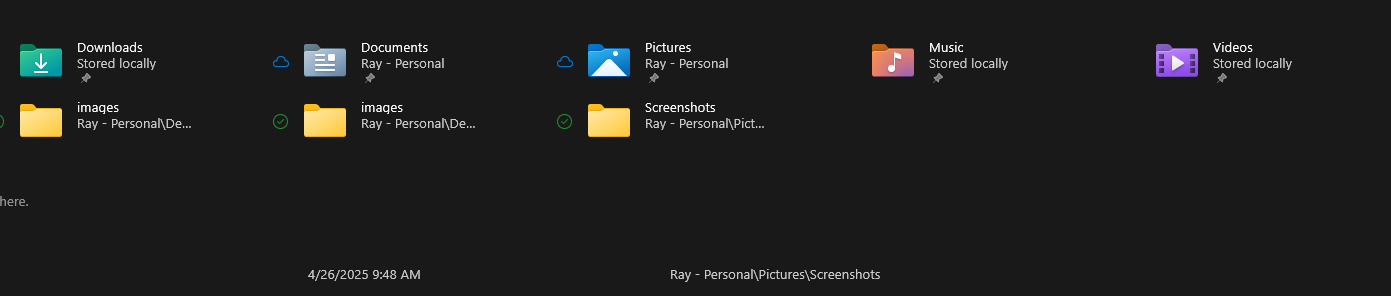 Downloads
Stored locally
Documents
Ray - Personal
Pictures
Ray - Personal
Music
Stored locally
Videos
Stored locally
images
Ray - Personal\De...
images
Ray - Personal\De...
Screenshots
Ray - Personal\Pict...
here.
4/26/2025 9:48 AM
Ray - Personal\Pictures\Screenshots